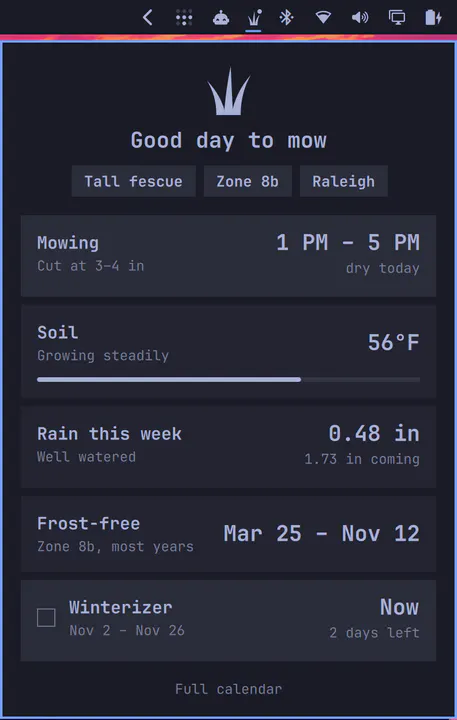 Good day to mow
Tall fescue Zone 8b Raleigh
Mowing 1 PM – 5 PM
Cut at 3–4 in dry today
Soil 56°F
Growing steadily
Rain this week 0.48 in
Well watered 1.73 in coming
Frost-free Mar 25 – Nov 12
Zone 8b, most years
Winterizer Now
Nov 2 – Nov 26 2 days left
Full calendar